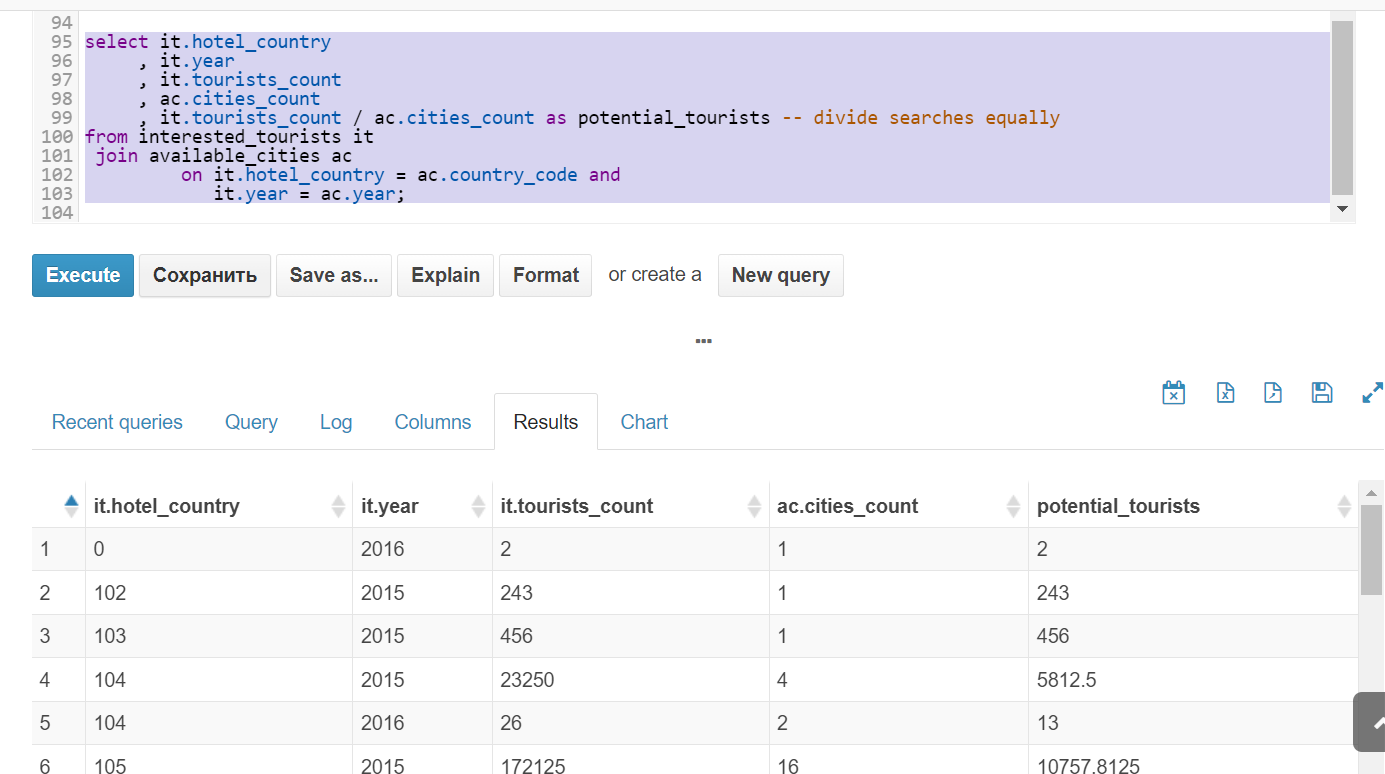 94
95 select it.hotel_country
96 , it.year
97 , it.tourists_count
98 , ac.cities_count
99 , it.tourists_count / ac.cities_count as potential_tourists -- divide searches equally
100 from interested_tourists it
101 join available_cities ac
102 on it.hotel_country = ac.country_code and
103 it.year = ac.year;
104
Execute Сохранить Save as... Explain Format or create a New query
Recent queries Query Log Columns Results Chart
it.hotel_country it.year it.tourists_count ac.cities_count potential_tourists
1 0 2016 2 1 2
2 102 2015 243 1 243
3 103 2015 456 1 456
4 104 2015 23250 4 5812.5
5 104 2016 26 2 13
6 105 2015 172125 16 10757.8125